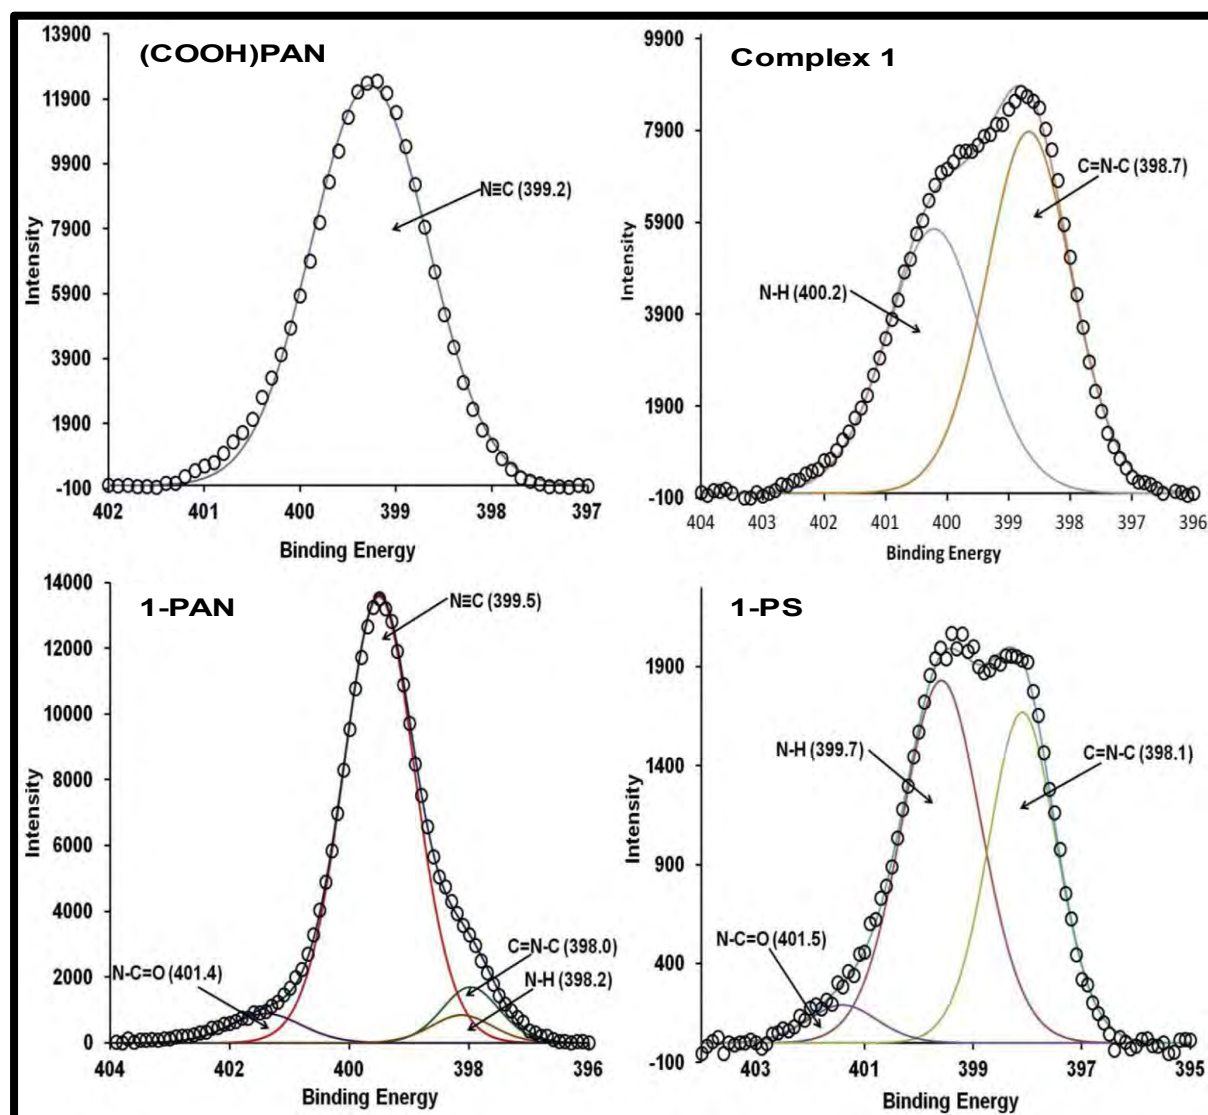 (COOH)PAN
13900
11900
9900
7900
5900
3900
1900
-100
Intensity
N≡C (399.2)
402 401 400 399 398 397
Binding Energy
Complex 1
9900
7900
5900
3900
1900
-100
Intensity
C=N-C (398.7)
N-H (400.2)
404 403 402 401 400 399 398 397 396
Binding Energy
1-PAN
14000
12000
10000
8000
6000
4000
2000
0
Intensity
N≡C (399.5)
C=N-C (398.0)
N-H (398.2)
N-C=O (401.4)
404 402 400 398 396
Binding Energy
1-PS
1900
1400
900
400
-100
Intensity
N-H (399.7)
C=N-C (398.1)
N-C=O (401.5)
403 401 399 397 395
Binding Energy